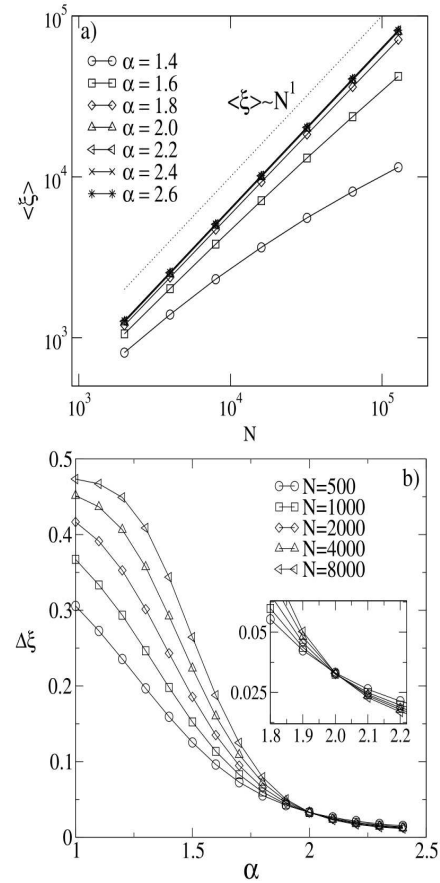 a)
10^5
10^4
10^3
<ξ>
α = 1.4
α = 1.6
α = 1.8
α = 2.0
α = 2.2
α = 2.4
α = 2.6
<ξ>~N^1
10^3 10^4 10^5
N
b)
0.5
0.4
0.3
0.2
0.1
0
Δξ
N=500
N=1000
N=2000
N=4000
N=8000
0.05
0.025
1.8 1.9 2.0 2.1 2.2
1 1.5 2 2.5
α